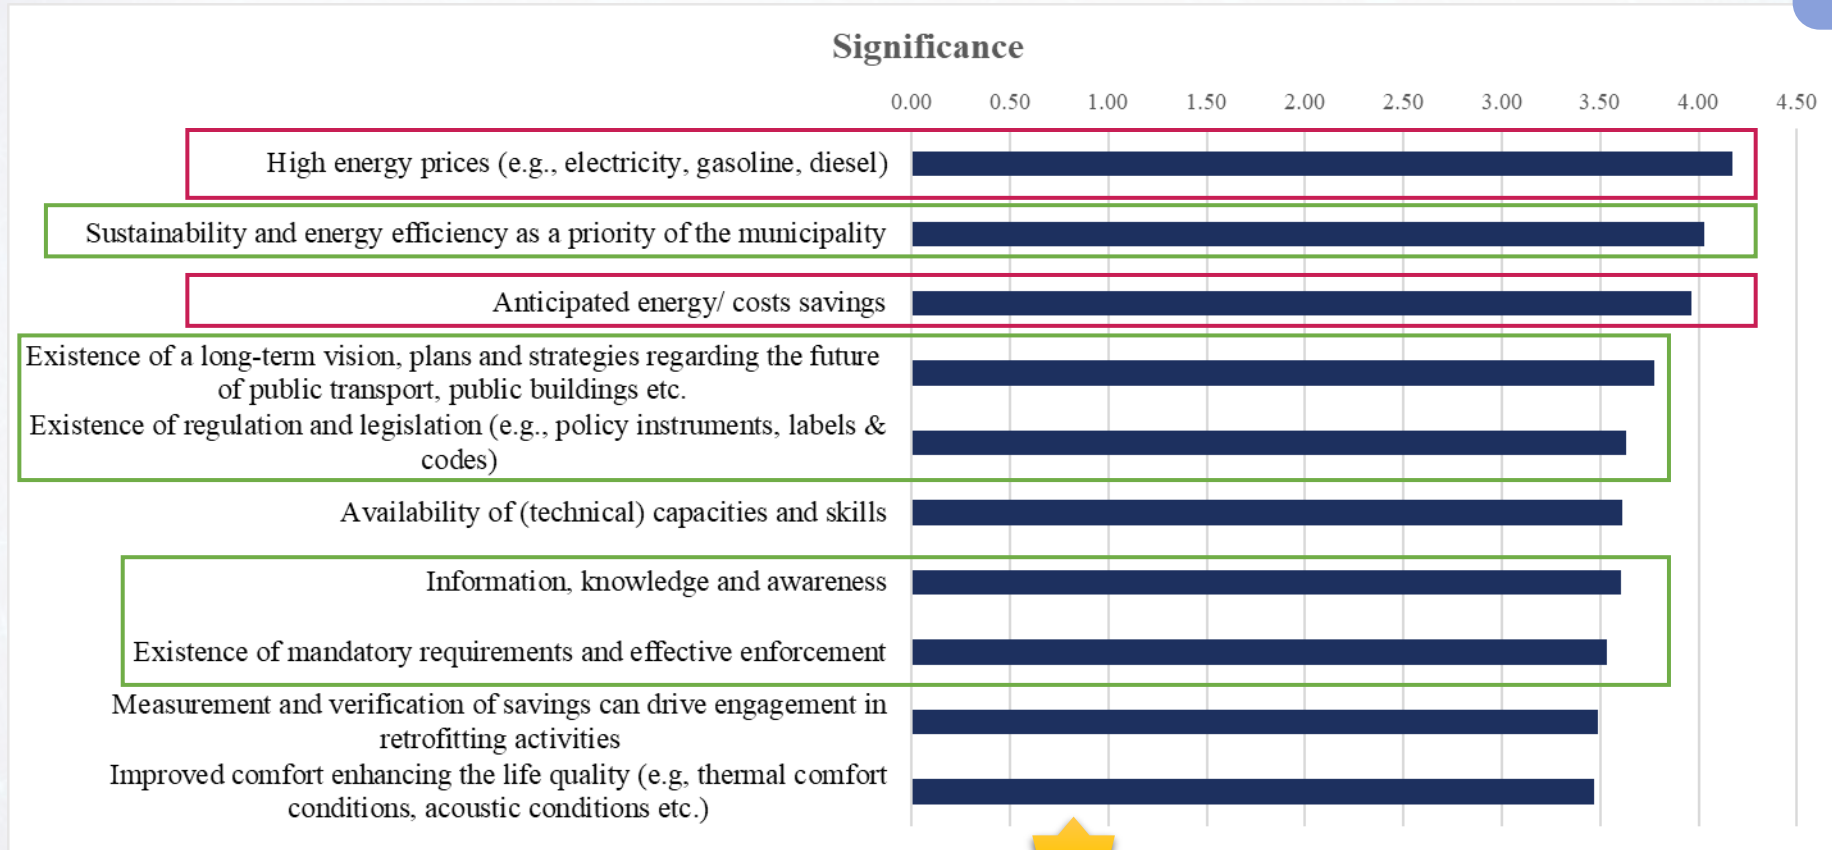 Significance
0.00 0.50 1.00 1.50 2.00 2.50 3.00 3.50 4.00 4.50
High energy prices (e.g., electricity, gasoline, diesel)
Sustainability and energy efficiency as a priority of the municipality
Anticipated energy/ costs savings
Existence of a long-term vision, plans and strategies regarding the future
of public transport, public buildings etc.
Existence of regulation and legislation (e.g., policy instruments, labels &
codes)
Availability of (technical) capacities and skills
Information, knowledge and awareness
Existence of mandatory requirements and effective enforcement
Measurement and verification of savings can drive engagement in
retrofitting activities
Improved comfort enhancing the life quality (e.g, thermal comfort
conditions, acoustic conditions etc.)